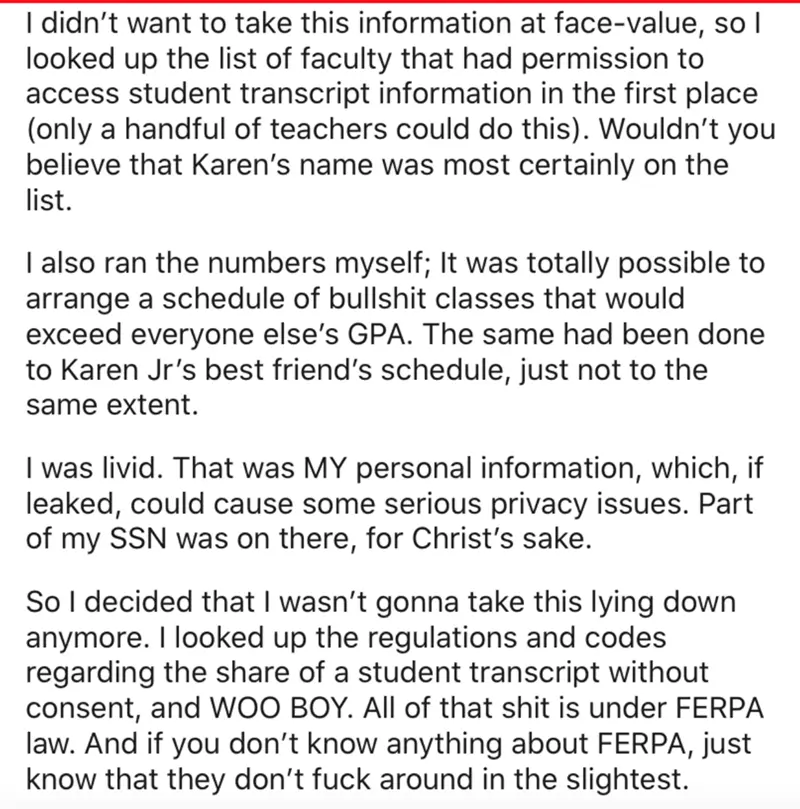 I didn't want to take this information at face-value, so I
looked up the list of faculty that had permission to
access student transcript information in the first place
(only a handful of teachers could do this). Wouldn't you
believe that Karen's name was most certainly on the
list.
I also ran the numbers myself; It was totally possible to
arrange a schedule of bullshit classes that would
exceed everyone else's GPA. The same had been done
to Karen Jr's best friend's schedule, just not to the
same extent.
I was livid. That was MY personal information, which, if
leaked, could cause some serious privacy issues. Part
of my SSN was on there, for Christ's sake.
So I decided that I wasn't gonna take this lying down
anymore. I looked up the regulations and codes
regarding the share of a student transcript without
consent, and WOO BOY. All of that shit is under FERPA
law. And if you don't know anything about FERPA, just
know that they don't fuck around in the slightest.